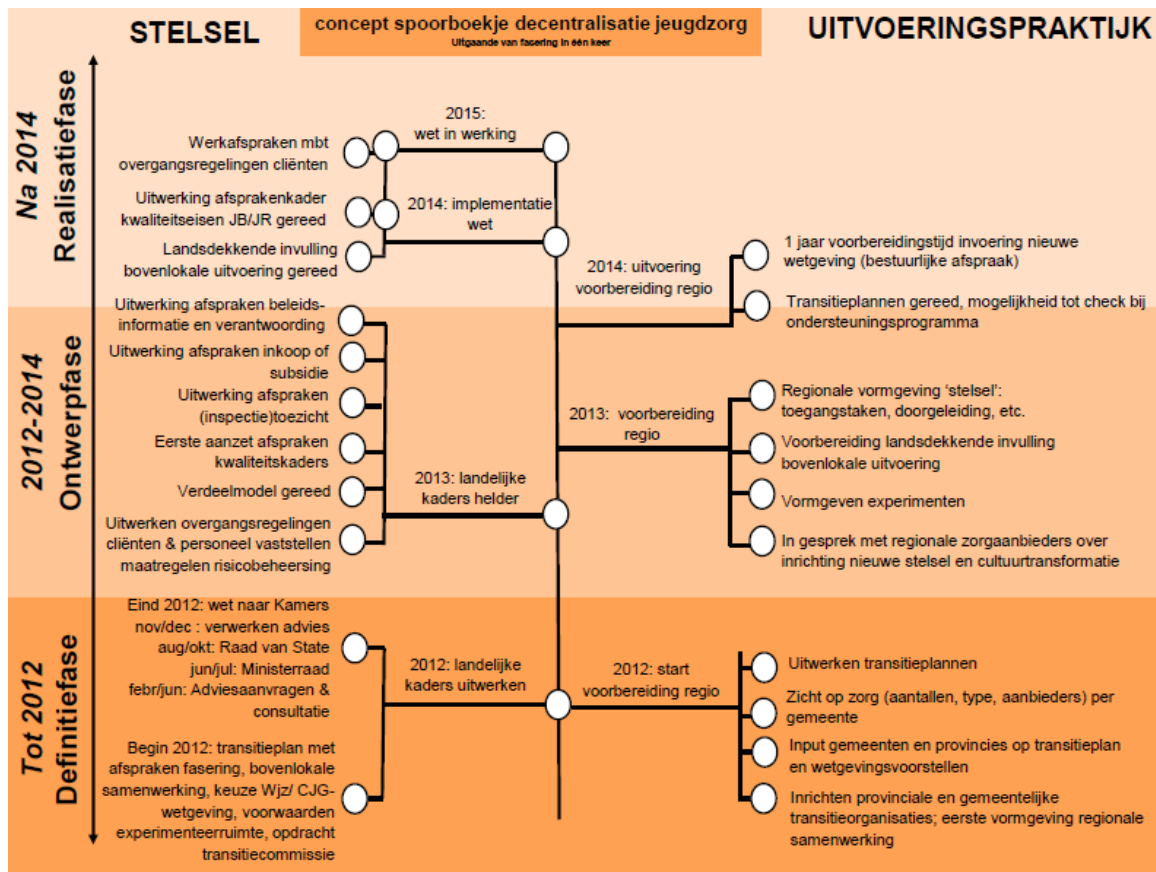 STELSEL
concept spoorboekje decentralisatie jeugdzorg
Uitgaande van fasering in één keer
UITVOERINGSPRAKTIJK
Na 2014
Realisatiefase
2015:
wet in werking
Werkafspraken mbt
overgangsregelingen cliënten
Uitwerking afsprakenkader
kwaliteitseisen JB/JR gereed
2014: implementatie
wet
Landsdekkende invulling
bovenlokale uitvoering gereed
2014: uitvoering
voorbereiding regio
1 jaar voorbereidingstijd invoering nieuwe
wetgeving (bestuurlijke afspraak)
Transitieplannen gereed, mogelijkheid tot check bij
ondersteuningsprogramma
2012-2014
Ontwerpfase
Uitwerking afspraken beleids-
informatie en verantwoording
Uitwerking afspraken inkoop of
subsidie
Uitwerking afspraken
(inspectie)toezicht
Eerste aanzet afspraken
kwaliteitskaders
Verdeelmodel gereed
Uitwerken overgangsregelingen
cliënten & personeel vaststellen
maatregelen risicobeheersing
2013: landelijke
kaders helder
2013: voorbereiding
regio
Regionale vormgeving ‘stelsel’:
toegangstaken, doorgeleiding, etc.
Voorbereiding landsdekkende invulling
bovenlokale uitvoering
Vormgeven experimenten
In gesprek met regionale zorgaanbieders over
inrichting nieuwe stelsel en cultuurtransformatie
Tot 2012
Definitiefase
Eind 2012: wet naar Kamers
nov/dec : verwerken advies
aug/okt: Raad van State
jun/jul: Ministerraad
febr/jun: Adviesaanvragen &
consultatie
Begin 2012: transitieplan met
afspraken fasering, bovenlokale
samenwerking, keuze Wjz/ CJG-
wetgeving, voorwaarden
experimenteerruimte, opdracht
transitiecommissie
2012: landelijke
kaders uitwerken
2012: start
voorbereiding regio
Uitwerken transitieplannen
Zicht op zorg (aantallen, type, aanbieders) per
gemeente
Input gemeenten en provincies op transitieplan
en wetgevingsvoorstellen
Inrichten provinciale en gemeentelijke
transitieorganisaties; eerste vormgeving regionale
samenwerking